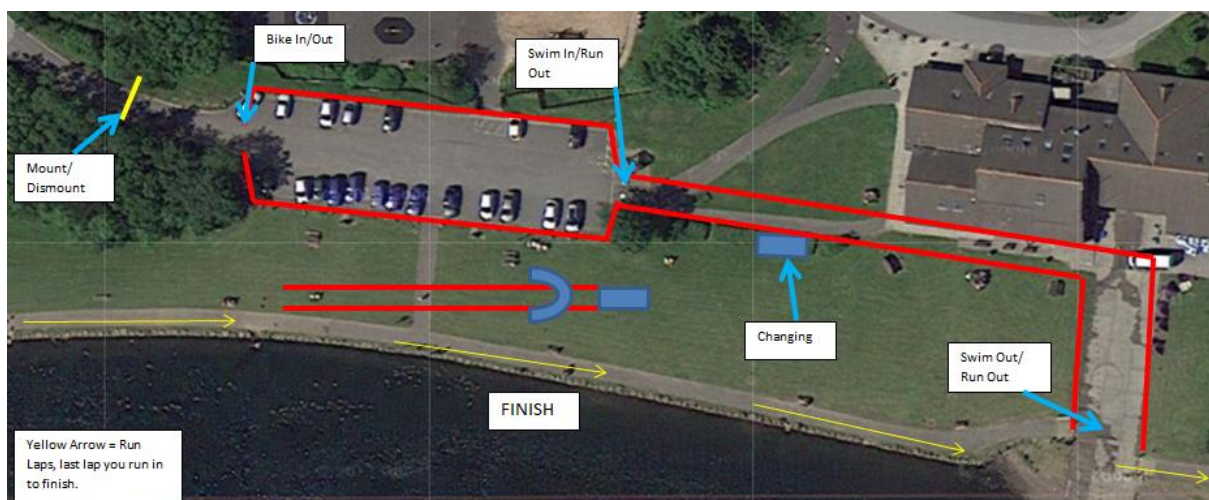 Bike In/Out
Swim In/Run
Out
Mount/
Dismount
Changing
Swim Out/
Run Out
FINISH
Yellow Arrow = Run
Laps, last lap you run in
to finish.